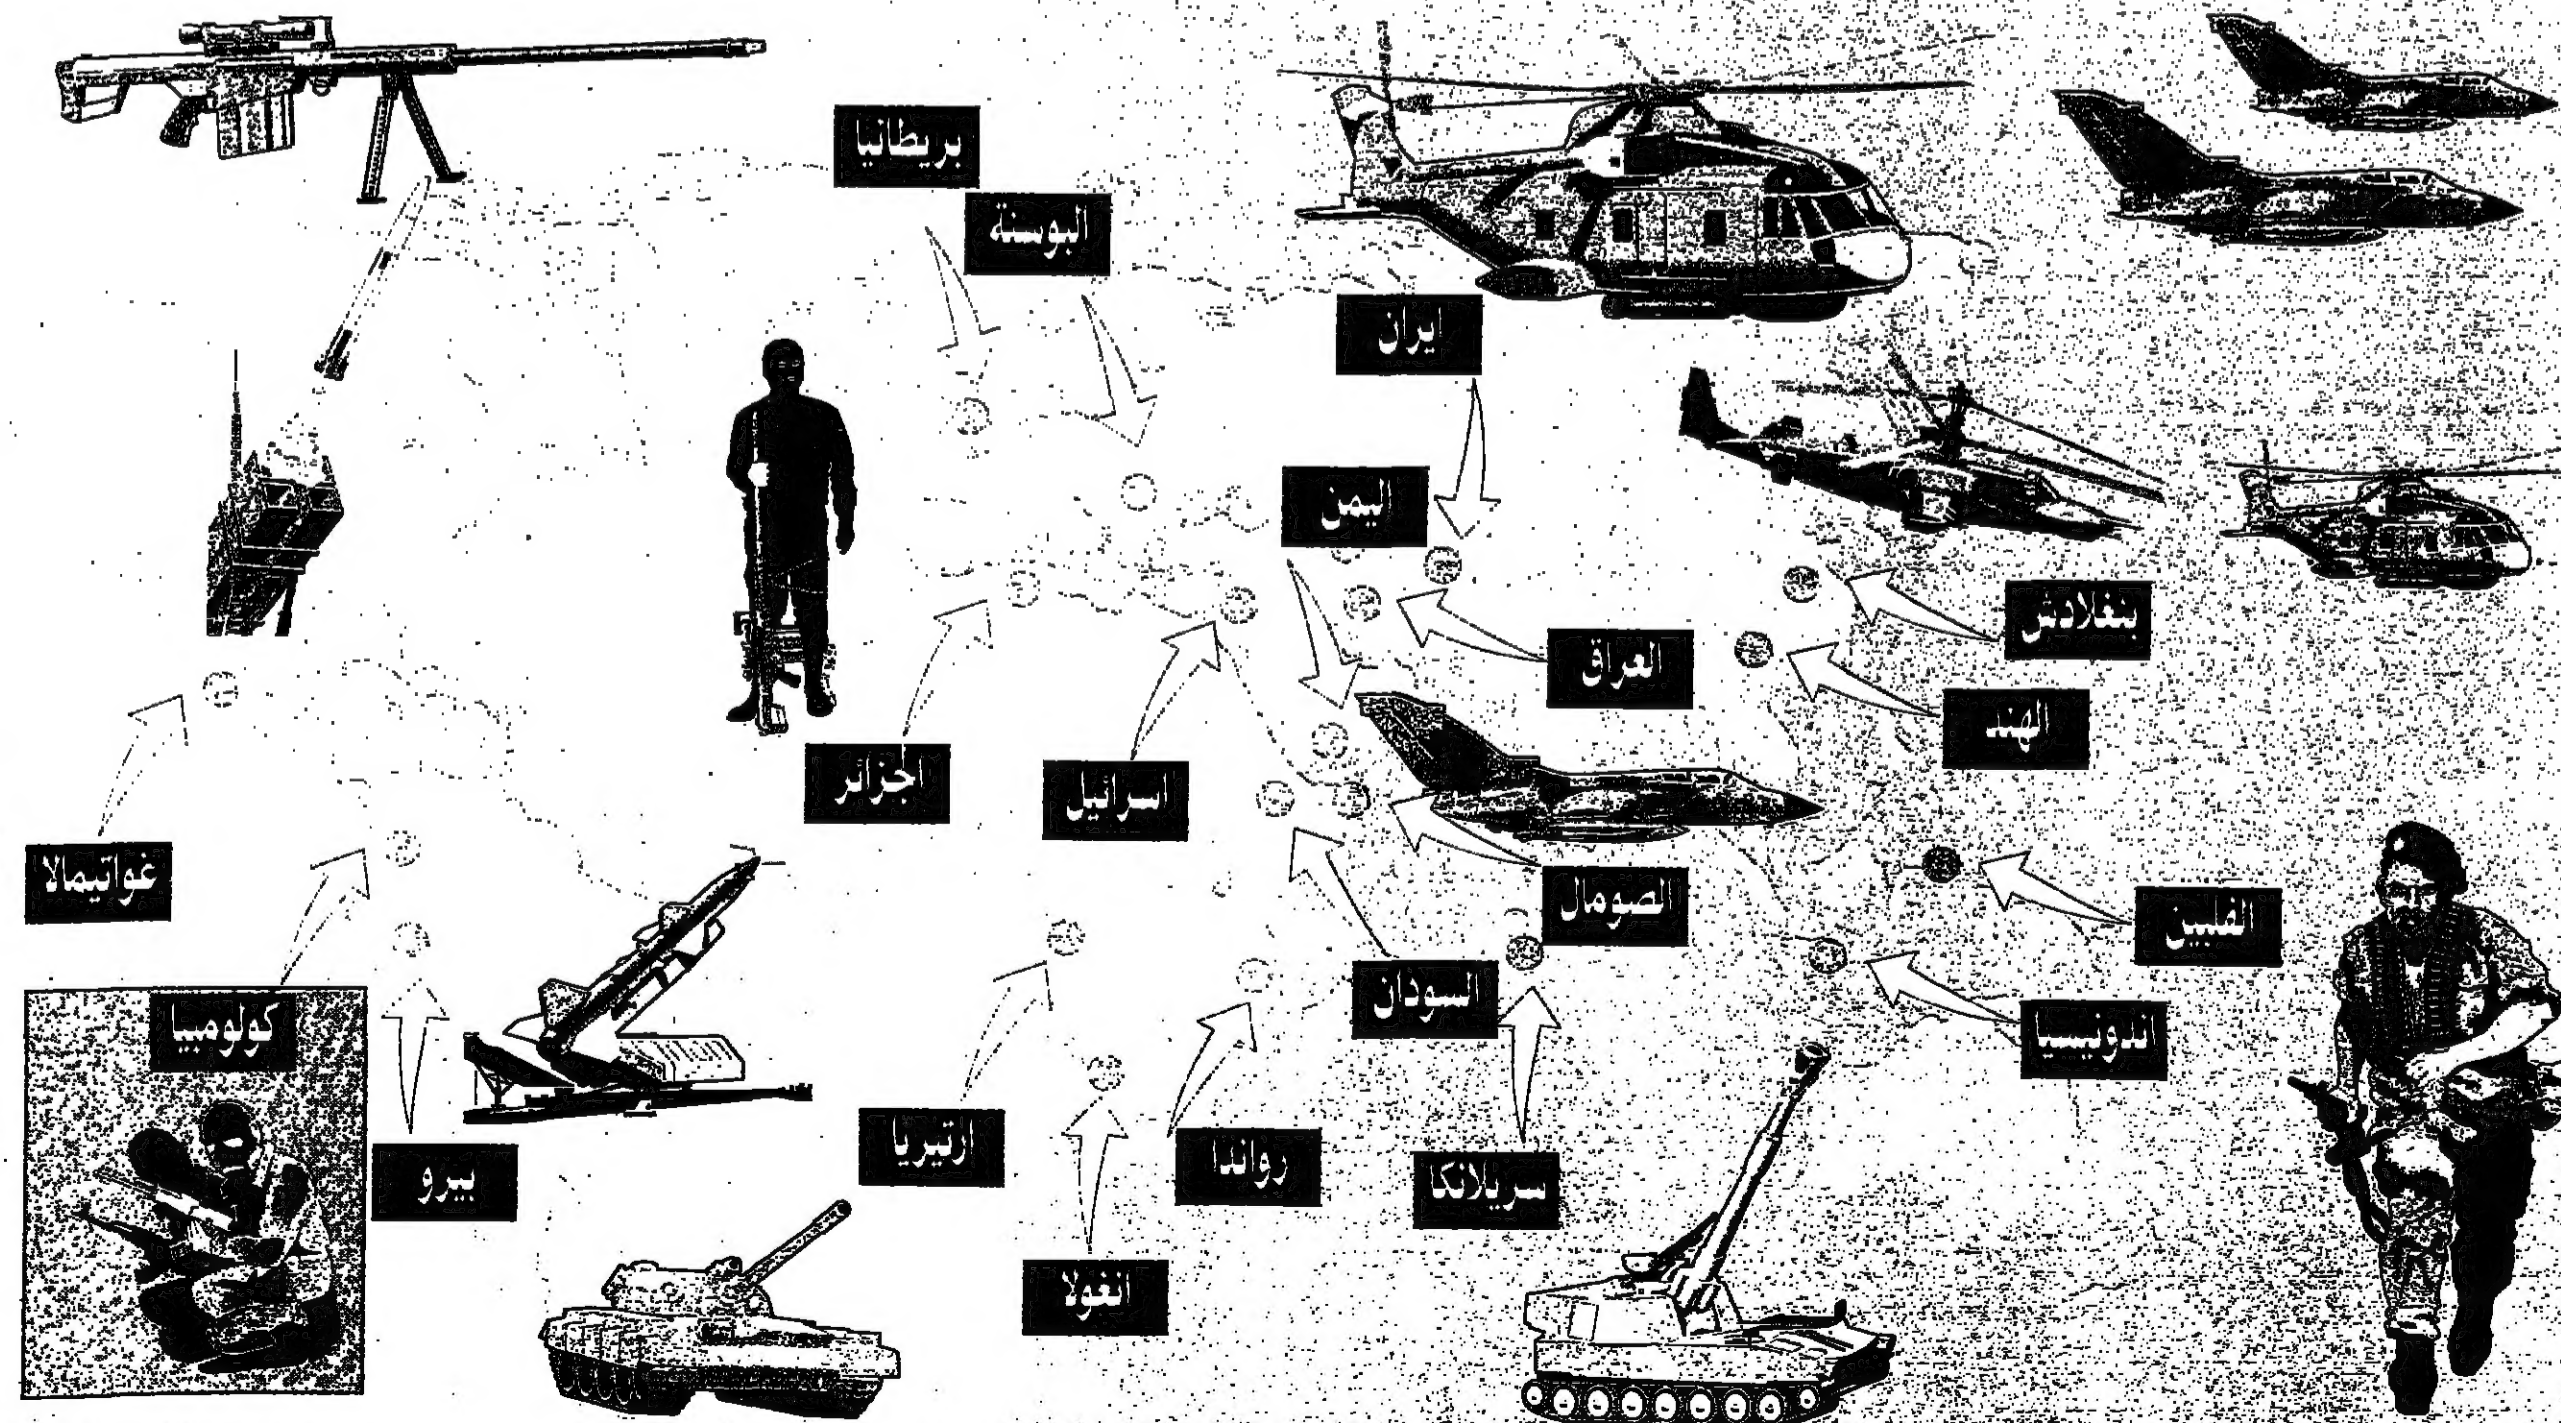 بريطانيا
البوسنة
ايران
اليمن
بنغلادش
العراق
الهند
اجزائر
اسرائيل
غواتيمالا
الصومال
الفلبين
السودان
كولومبيا
اندونيسيا
ارتيريا
رواندا
بيرو
سريلانكا
انغولا